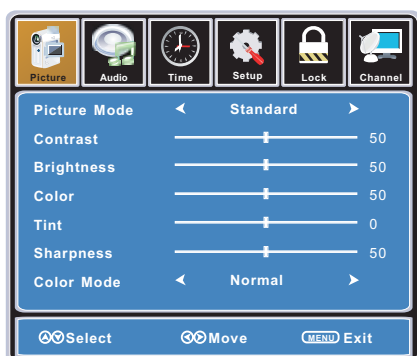 Picture Audio Time Setup Lock Channel
Picture Mode Standard
Contrast 50
Brightness 50
Color 50
Tint 0
Sharpness 50
Color Mode Normal
Select Move MENU Exit